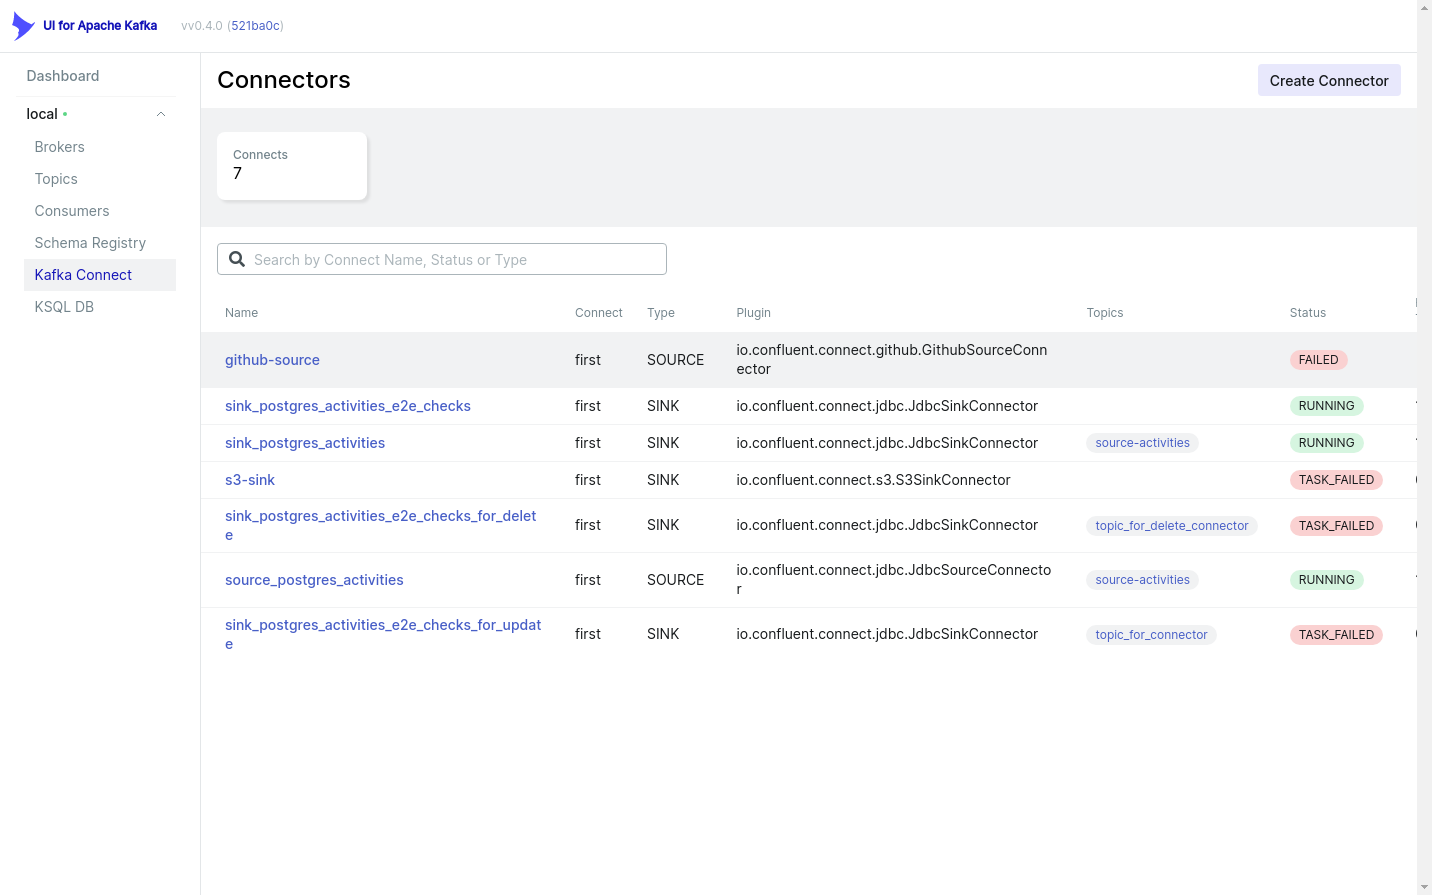 UI for Apache Kafka vv0.4.0 (521ba0c)
Dashboard
local
Brokers
Topics
Consumers
Schema Registry
Kafka Connect
KSQL DB
Connectors
Create Connector
Connects
7
Search by Connect Name, Status or Type
Name Connect Type Plugin Topics Status
github-source first SOURCE io.confluent.connect.github.GithubSourceConn
ector FAILED
sink_postgres_activities_e2e_checks first SINK io.confluent.connect.jdbc.JdbcSinkConnector RUNNING
sink_postgres_activities first SINK io.confluent.connect.jdbc.JdbcSinkConnector source-activities RUNNING
s3-sink first SINK io.confluent.connect.s3.S3SinkConnector TASK_FAILED
sink_postgres_activities_e2e_checks_for_delet
e first SINK io.confluent.connect.jdbc.JdbcSinkConnector topic_for_delete_connector TASK_FAILED
source_postgres_activities first SOURCE io.confluent.connect.jdbc.JdbcSourceConnecto
r source-activities RUNNING
sink_postgres_activities_e2e_checks_for_updat
e first SINK io.confluent.connect.jdbc.JdbcSinkConnector topic_for_connector TASK_FAILED